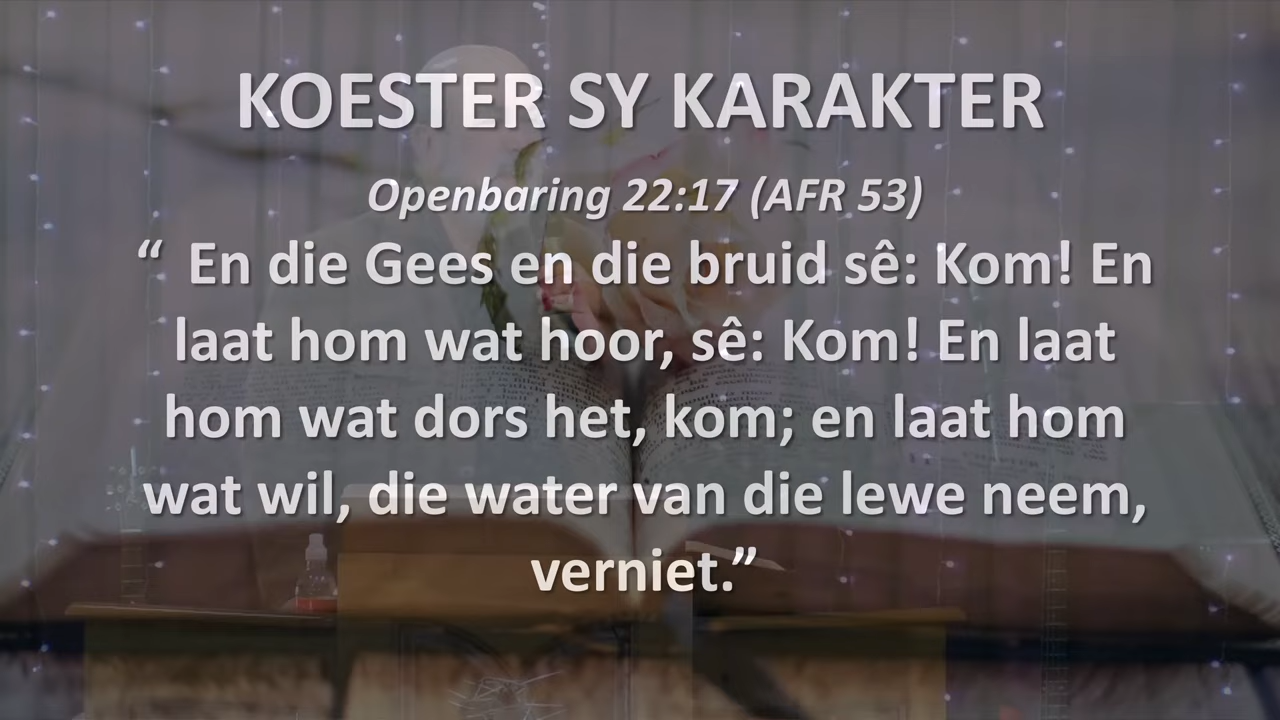 KOESTER SY KARAKTER
Openbaring 22:17 (AFR 53)
“ En die Gees en die bruid sê: Kom! En
laat hom wat hoor, sê: Kom! En laat
hom wat dors het, kom; en laat hom
wat wil, die water van die lewe neem,
verniet.”